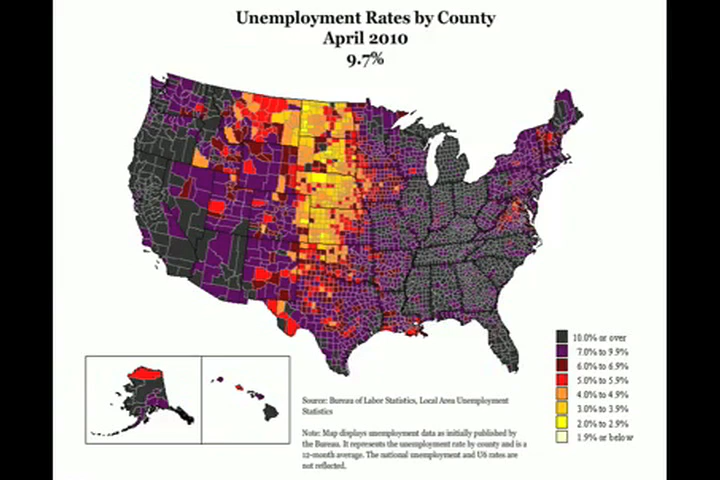 Unemployment Rates by County
April 2010
9.7%
10.0% or over
7.0% to 9.9%
6.0% to 6.9%
5.0% to 5.9%
4.0% to 4.9%
3.0% to 3.9%
2.0% to 2.9%
1.9% or below
Source: Bureau of Labor Statistics, Local Area Unemployment
Statistics
Note: Map displays unemployment data as initially published by
the Bureau. It represents the unemployment rate by county and is a
12-month average. The national unemployment and U6 rates are
not reflected.